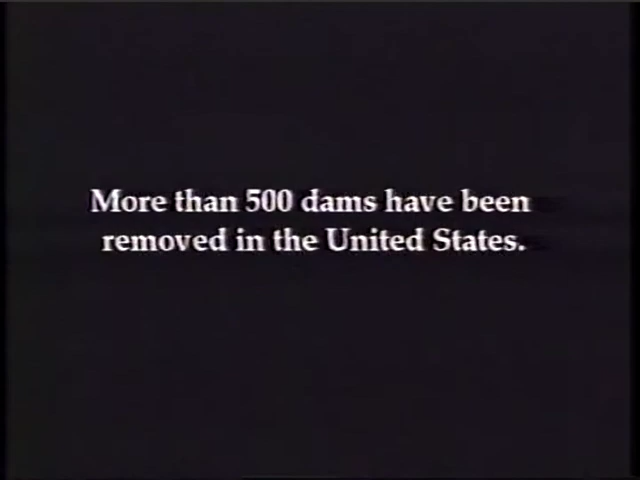 More than 500 dams have been
removed in the United States.